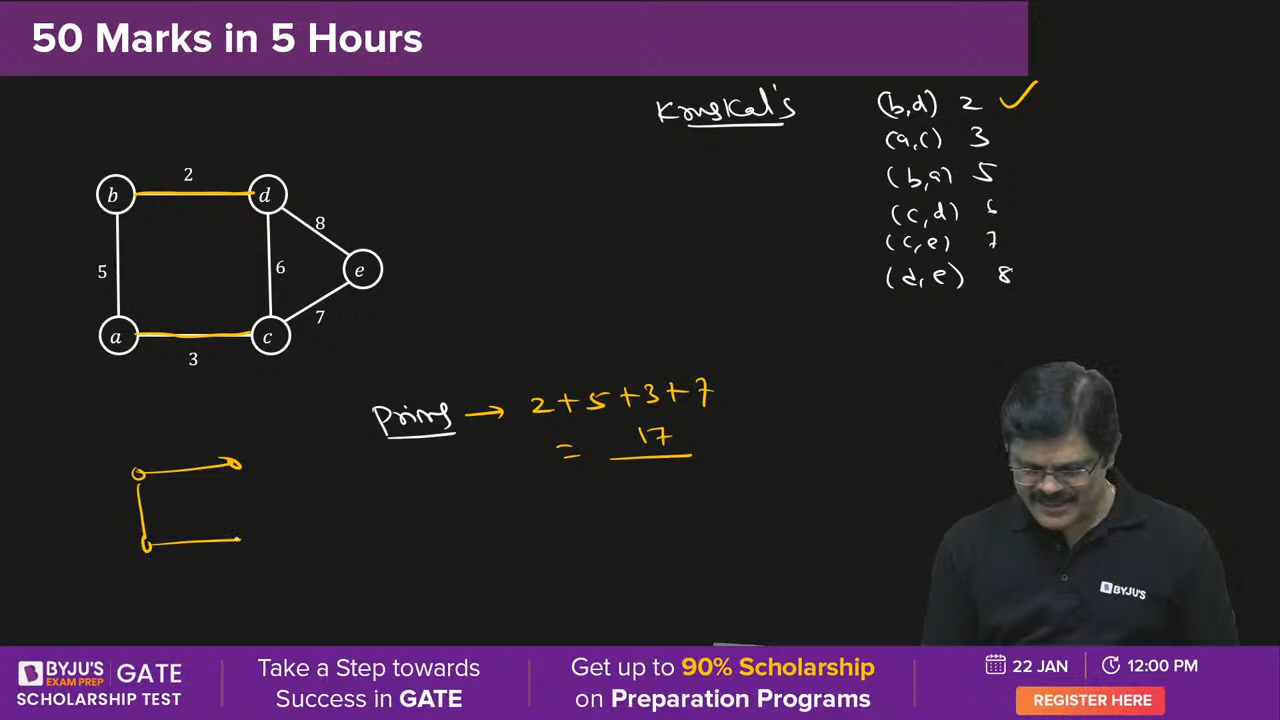 50 Marks in 5 Hours
Kruskal's
(b,d) 2 ✓
(a,c) 3
(b,a) 5
(c,d) 6
(c,e) 7
(d,e) 8
2
b d
8
5 6 e
7
a c
3
Prims → 2+5+3+7
= 17
BYJU'S
BYJU'S
EXAM PREP
GATE
SCHOLARSHIP TEST
Take a Step towards
Success in GATE
Get up to 90% Scholarship
on Preparation Programs
22 JAN
12:00 PM
REGISTER HERE